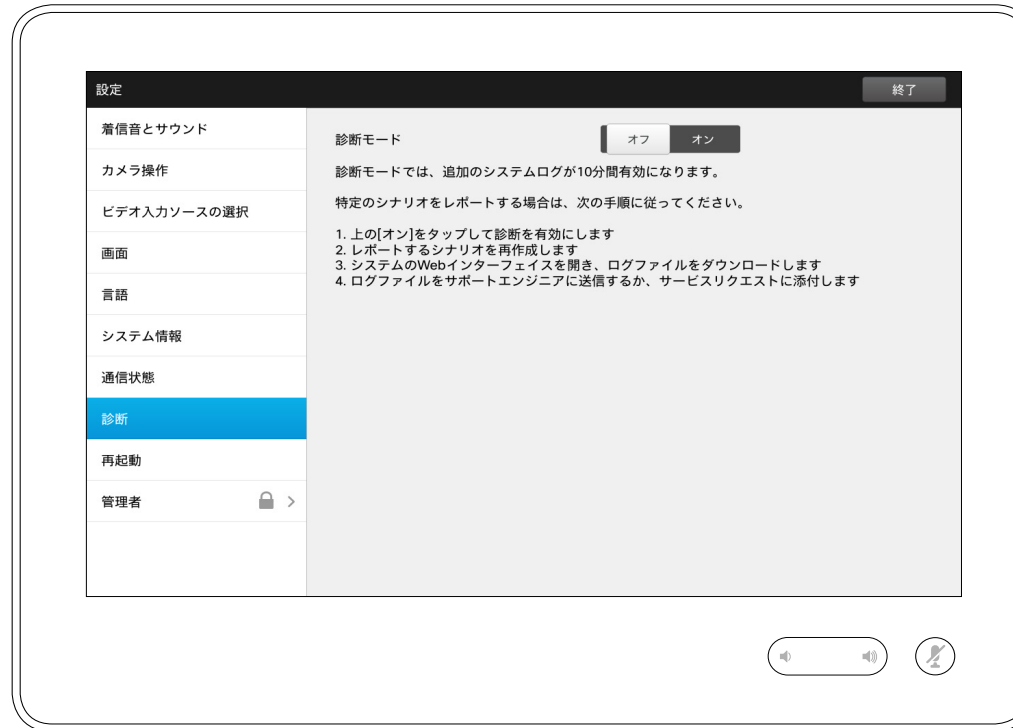 設定
終了
着信音とサウンド
カメラ操作
ビデオ入力ソースの選択
画面
言語
システム情報
通信状態
診断
再起動
管理者
診断モード
オフ オン
診断モードでは、追加のシステムログが10分間有効になります。
特定のシナリオをレポートする場合は、次の手順に従ってください。
1. 上の[オン]をタップして診断を有効にします
2. レポートするシナリオを再作成します
3. システムのWebインターフェイスを開き、ログファイルをダウンロードします
4. ログファイルをサポートエンジニアに送信するか、サービスリクエストに添付します